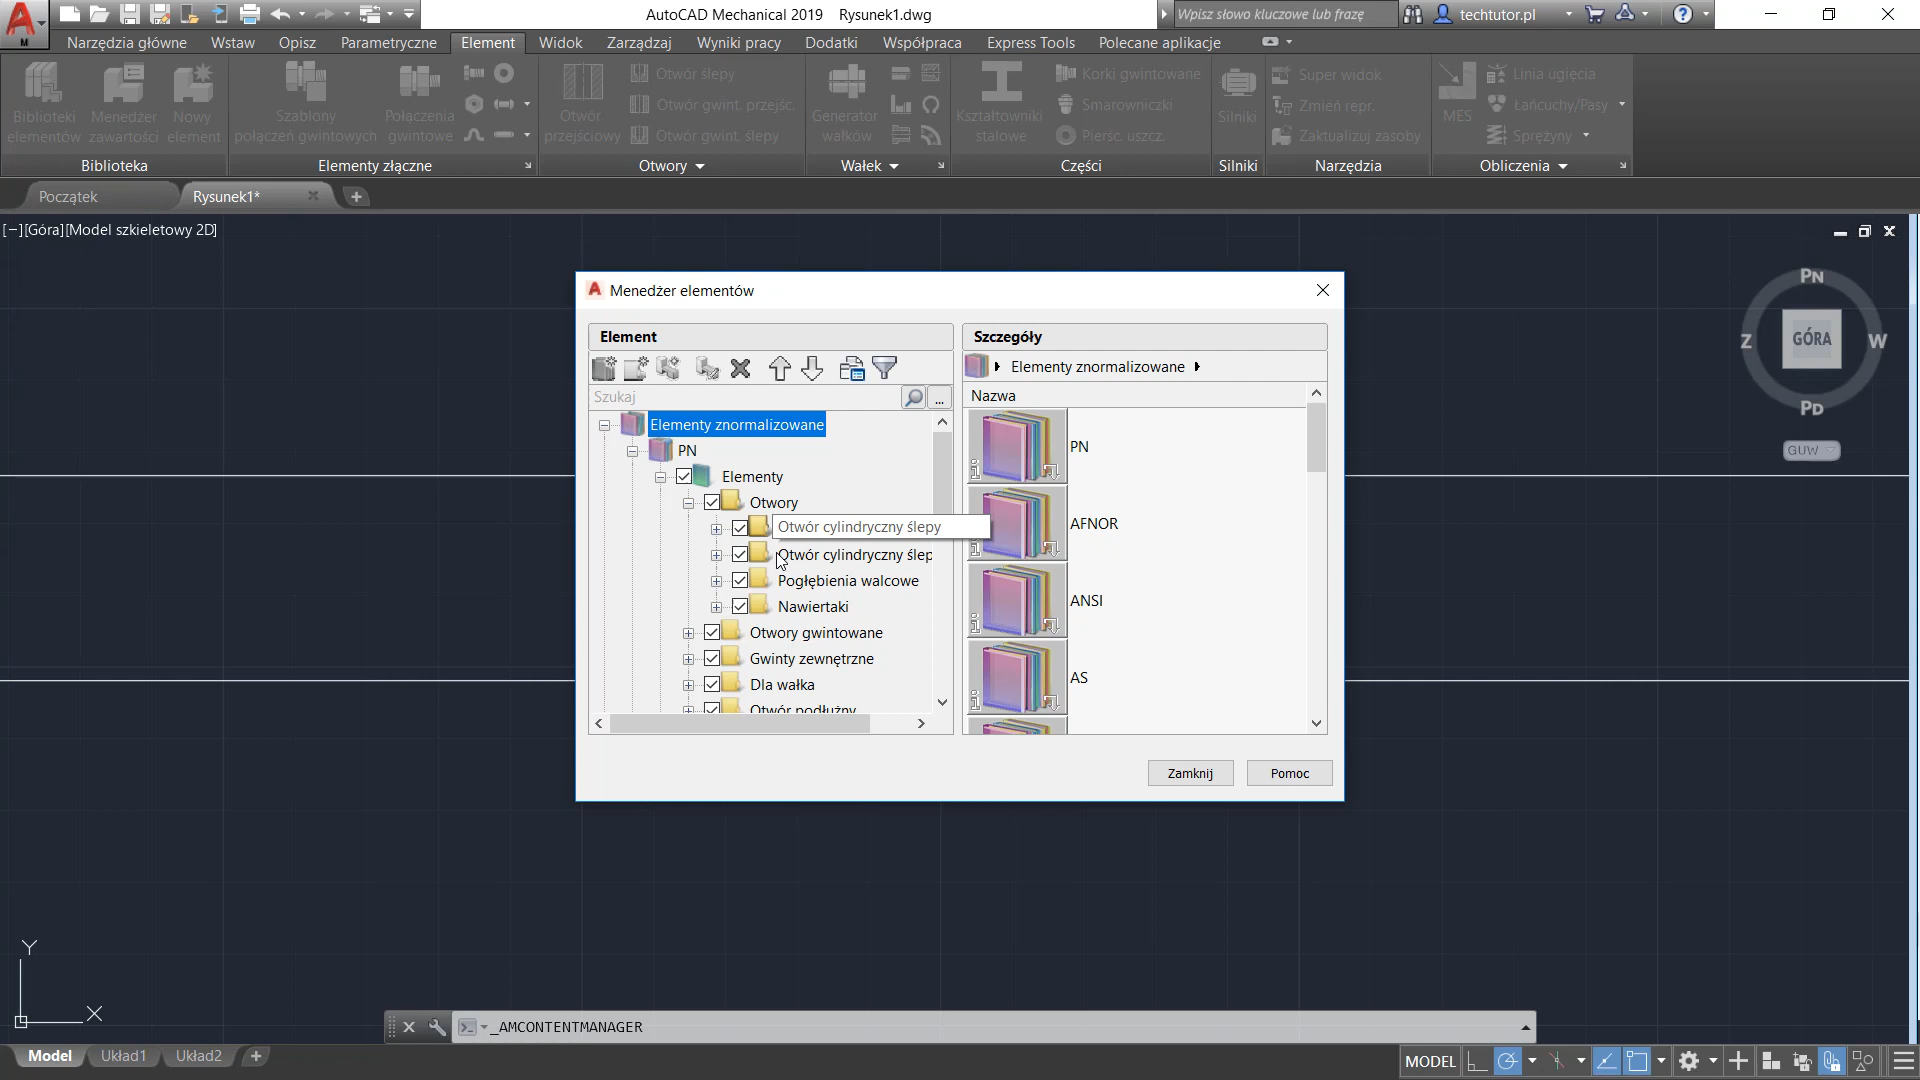 AutoCAD Mechanical 2019 Rysunek1.dwg
Wpisz słowo kluczowe lub frazę
techtutor.pl
M
Narzędzia główne Wstaw Opisz Parametryczne Element Widok Zarządzaj Wyniki pracy Dodatki Współpraca Express Tools Polecane aplikacje
Biblioteki elementów
Menedżer zawartości
Nowy element
Szablony połączeń gwintowych
Połączenia gwintowe
Otwór przejściowy
Otwór ślepy
Otwór gwint. przejśc.
Otwór gwint. ślepy
Generator wałków
Kształtowniki stalowe
Korki gwintowane
Smarowniczki
Pierśc. uszcz.
Silniki
Super widok
Zmień repr.
Zaktualizuj zasoby
MES
Linia ugięcia
Łańcuchy/Pasy
Sprężyny
Biblioteka Elementy złączne Otwory Wałek Części Silniki Narzędzia Obliczenia
Początek
Rysunek1*
[−][Góra][Model szkieletowy 2D]
Menedżer elementów
Element
Szukaj
...
Elementy znormalizowane
PN
Elementy
Otwory
Otwór cylindryczny ślepy
Otwór cylindryczny ślep
Pogłębienia walcowe
Nawiertaki
Otwory gwintowane
Gwinty zewnętrzne
Dla wałka
Otwór podłużny
Szczegóły
Elementy znormalizowane
Nazwa
PN
AFNOR
ANSI
AS
Zamknij
Pomoc
PN
Z
GÓRA
W
PD
GUW
Y
X
_AMCONTENTMANAGER
Model Układ1 Układ2
MODEL